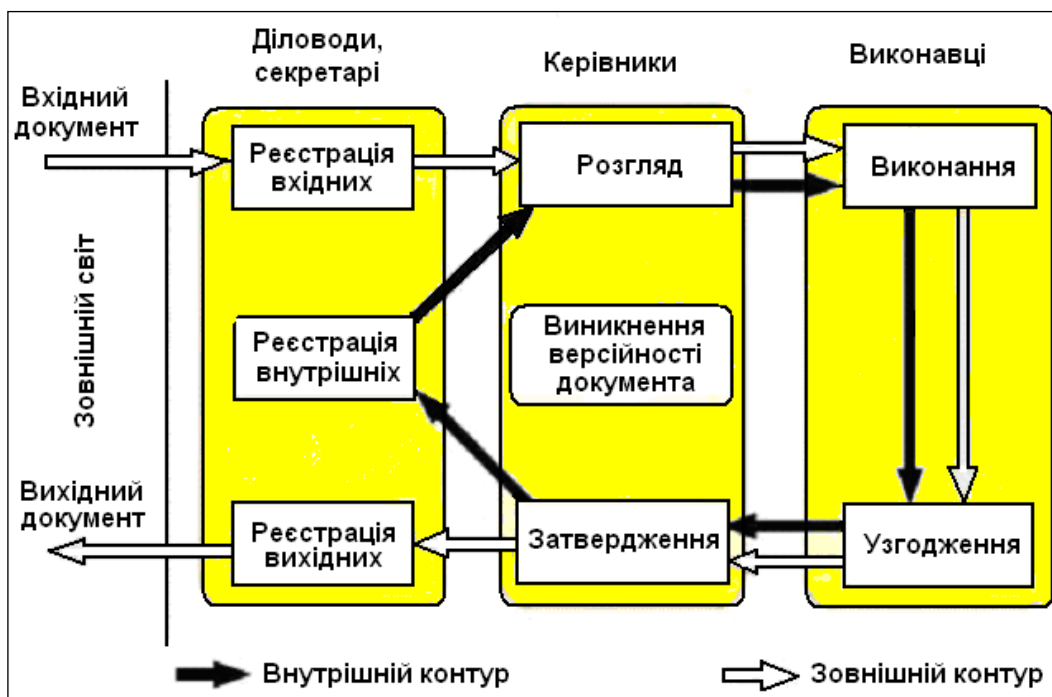 Діловоди,
секретарі
Керівники
Виконавці
Вхідний
документ
Реєстрація
вхідних
Розгляд
Виконання
Зовнішній світ
Реєстрація
внутрішніх
Виникнення
версійності
документа
Вихідний
документ
Реєстрація
вихідних
Затвердження
Узгодження
Внутрішній контур
Зовнішній контур